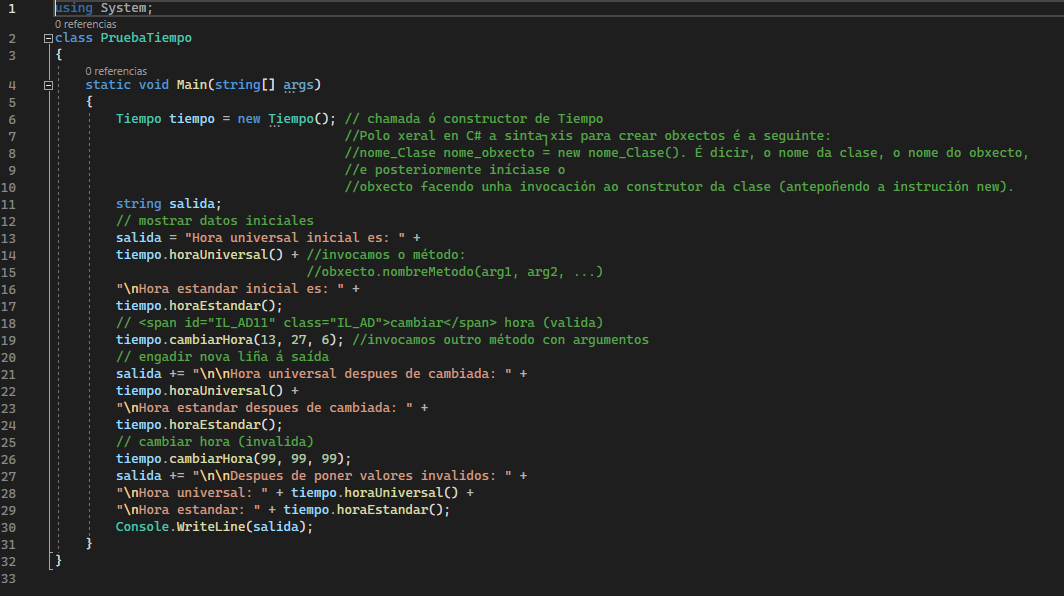 1 using System;
0 referencias
2 class PruebaTiempo
3 {
0 referencias
4 static void Main(string[] args)
5 {
6 Tiempo tiempo = new Tiempo(); // chamada ó constructor de Tiempo
7 //Polo xeral en C# a sinta┐xis para crear obxectos é a seguinte:
8 //nome_Clase nome_obxecto = new nome_Clase(). É dicir, o nome da clase, o nome do obxecto,
9 //e posteriormente iníciase o
10 //obxecto facendo unha invocación ao construtor da clase (antepoñendo a instrución new).
11 string salida;
12 // mostrar datos iniciales
13 salida = "Hora universal inicial es: " +
14 tiempo.horaUniversal() + //invocamos o método:
15 //obxecto.nombreMetodo(arg1, arg2, ...)
16 "\nHora estandar inicial es: " +
17 tiempo.horaEstandar();
18 // <span id="IL_AD11" class="IL_AD">cambiar</span> hora (valida)
19 tiempo.cambiarHora(13, 27, 6); //invocamos outro método con argumentos
20 // engadir nova liña á saída
21 salida += "\n\nHora universal despues de cambiada: " +
22 tiempo.horaUniversal() +
23 "\nHora estandar despues de cambiada: " +
24 tiempo.horaEstandar();
25 // cambiar hora (invalida)
26 tiempo.cambiarHora(99, 99, 99);
27 salida += "\n\nDespues de poner valores invalidos: " +
28 "\nHora universal: " + tiempo.horaUniversal() +
29 "\nHora estandar: " + tiempo.horaEstandar();
30 Console.WriteLine(salida);
31 }
32 }
33